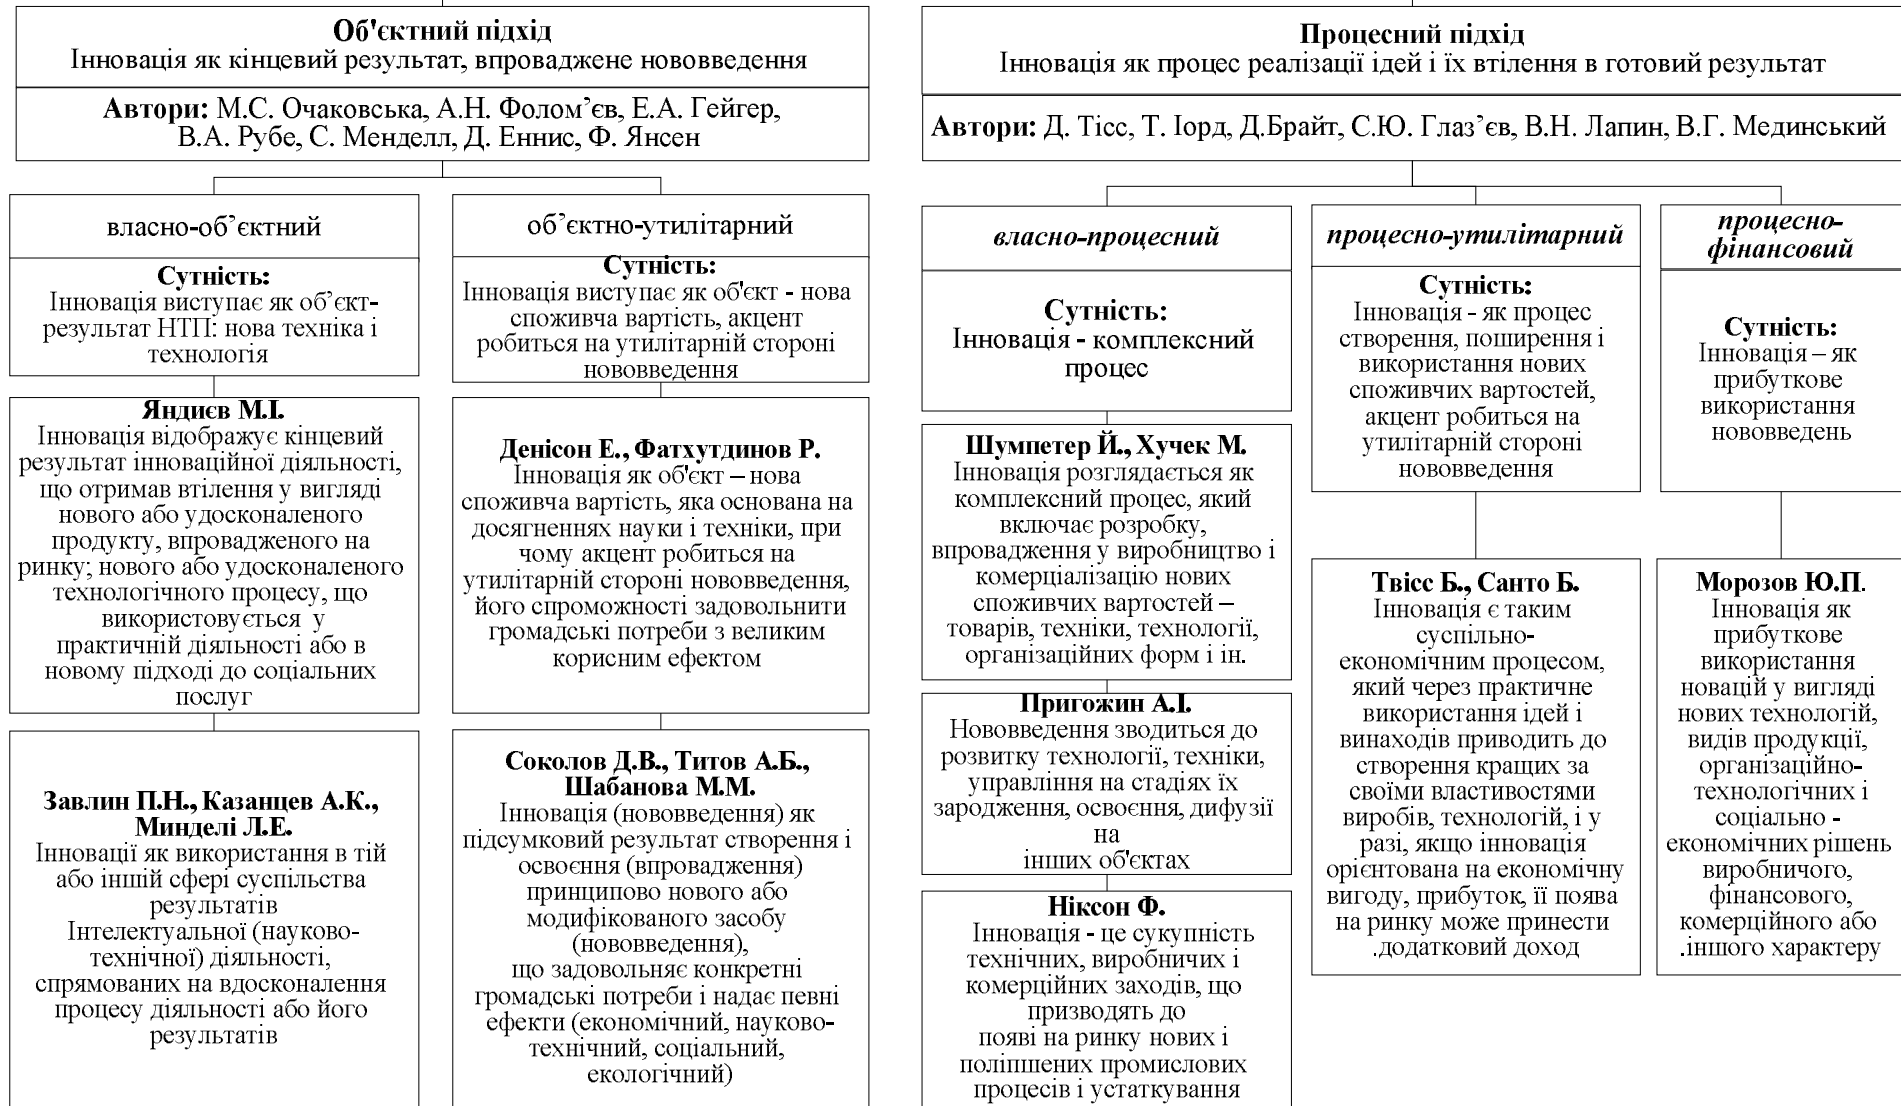 Об'єктний підхід
Інновація як кінцевий результат, впроваджене нововведення
Автори: М.С. Очаковська, А.Н. Фолом’єв, Е.А. Гейгер,
В.А. Рубе, С. Менделл, Д. Еннис, Ф. Янсен
власно-об’єктний
Сутність:
Інновація виступає як об’єкт-
результат НТП: нова техніка і
технологія
Яндиєв М.І.
Інновація відображує кінцевий
результат інноваційної діяльності,
що отримав втілення у вигляді
нового або удосконаленого
продукту, впровадженого на
ринку; нового або удосконаленого
технологічного процесу, що
використовується у
практичній діяльності або в
новому підході до соціальних
послуг
Завлин П.Н., Казанцев А.К.,
Минделі Л.Е.
Інновації як використання в тій
або іншій сфері суспільства
результатів
Інтелектуальної (науково-
технічної) діяльності,
спрямованих на вдосконалення
процесу діяльності або його
результатів
об’єктно-утилітарний
Сутність:
Інновація виступає як об'єкт - нова
споживча вартість, акцент
робиться на утилітарній стороні
нововведення
Денісон Е., Фатхутдинов Р.
Інновація як об'єкт – нова
споживча вартість, яка основана на
досягненнях науки і техніки, при
чому акцент робиться на
утилітарній стороні нововведення,
його спроможності задовольнити
громадські потреби з великим
корисним ефектом
Соколов Д.В., Титов А.Б.,
Шабанова М.М.
Інновація (нововведення) як
підсумковий результат створення і
освоєння (впровадження)
принципово нового або
модифікованого засобу
(нововведення),
що задовольняє конкретні
громадські потреби і надає певні
ефекти (економічний, науково-
технічний, соціальний,
екологічний)
Процесний підхід
Інновація як процес реалізації ідей і їх втілення в готовий результат
Автори: Д. Тісс, Т. Іорд, Д.Брайт, С.Ю. Глаз’єв, В.Н. Лапин, В.Г. Мединський
власно-процесний
Сутність:
Інновація - комплексний
процес
Шумпетер Й., Хучек М.
Інновація розглядається як
комплексний процес, який
включає розробку,
впровадження у виробництво і
комерціалізацію нових
споживчих вартостей –
товарів, техніки, технології,
організаційних форм і ін.
Пригожин А.І.
Нововведення зводиться до
розвитку технології, техніки,
управління на стадіях їх
зародження, освоєння, дифузії
на
інших об'єктах
Ніксон Ф.
Інновація - це сукупність
технічних, виробничих і
комерційних заходів, що
призводять до
появі на ринку нових і
поліпшених промислових
процесів і устаткування
процесно-утилітарний
Сутність:
Інновація - як процес
створення, поширення і
використання нових
споживчих вартостей,
акцент робиться на
утилітарній стороні
нововведення
Твісс Б., Санто Б.
Інновація є таким
суспільно-
економічним процесом,
який через практичне
використання ідей і
винаходів приводить до
створення кращих за
своїми властивостями
виробів, технологій, і у
разі, якщо інновація
орієнтована на економічну
вигоду, прибуток, її поява
на ринку може принести
.додатковий доход
процесно-
фінансовий
Сутність:
Інновація – як
прибуткове
використання
нововведень
Морозов Ю.П.
Інновація як
прибуткове
використання
новацій у вигляді
нових технологій,
видів продукції,
організаційно-
технологічних і
соціально -
економічних рішень
виробничого,
фінансового,
комерційного або
.іншого характеру